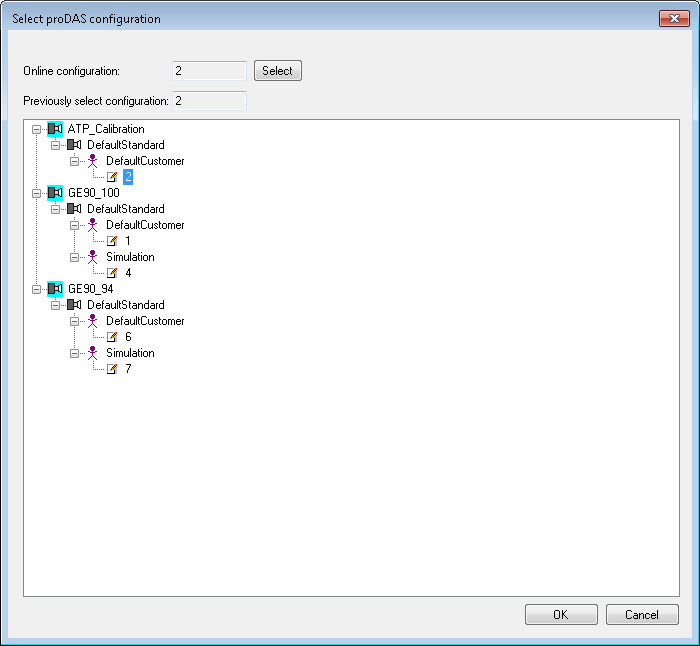 Select proDAS configuration
Online configuration: 2 Select
Previously select configuration: 2
ATP_Calibration
DefaultStandard
DefaultCustomer
2
GE90_100
DefaultStandard
DefaultCustomer
1
Simulation
4
GE90_94
DefaultStandard
DefaultCustomer
6
Simulation
7
OK Cancel